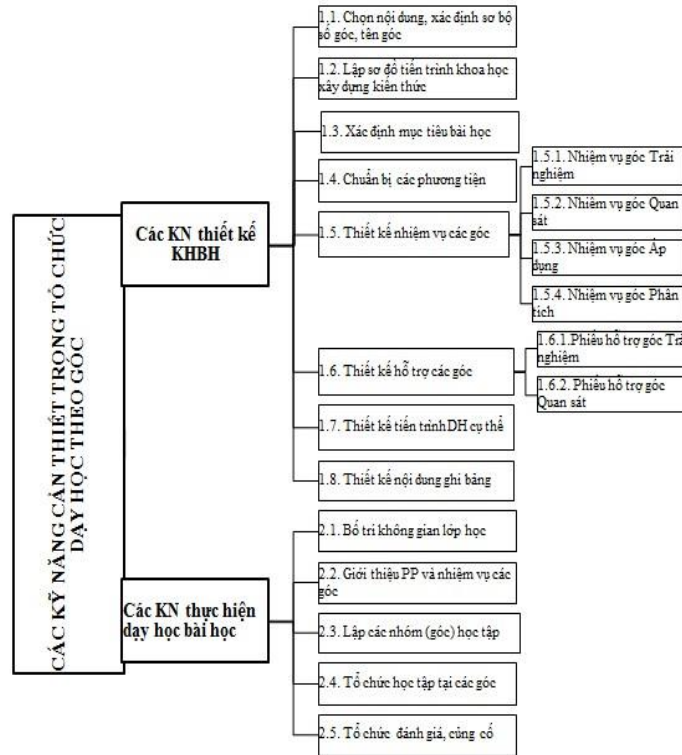 CÁC KỸ NĂNG CẦN THIẾT TRONG TỔ CHỨC
DẠY HỌC THEO GÓC
Các KN thiết kế
KHBH
1.1. Chọn nội dung, xác định sơ bộ
số góc, tên góc
1.2. Lập sơ đồ tiến trình khoa học
xây dựng kiến thức
1.3. Xác định mục tiêu bài học
1.4. Chuẩn bị các phương tiện
1.5. Thiết kế nhiệm vụ các góc
1.5.1. Nhiệm vụ góc Trải
nghiệm
1.5.2. Nhiệm vụ góc Quan
sát
1.5.3. Nhiệm vụ góc Áp
dụng
1.5.4. Nhiệm vụ góc Phân
tích
1.6. Thiết kế hỗ trợ các góc
1.6.1.Phiếu hỗ trợ góc Trải
nghiệm
1.6.2. Phiếu hỗ trợ góc
Quan sát
1.7. Thiết kế tiến trình DH cụ thể
1.8. Thiết kế nội dung ghi bảng
Các KN thực hiện
dạy học bài học
2.1. Bố trí không gian lớp học
2.2. Giới thiệu PP và nhiệm vụ các
góc
2.3. Lập các nhóm (góc) học tập
2.4. Tổ chức học tập tại các góc
2.5. Tổ chức đánh giá, củng cố